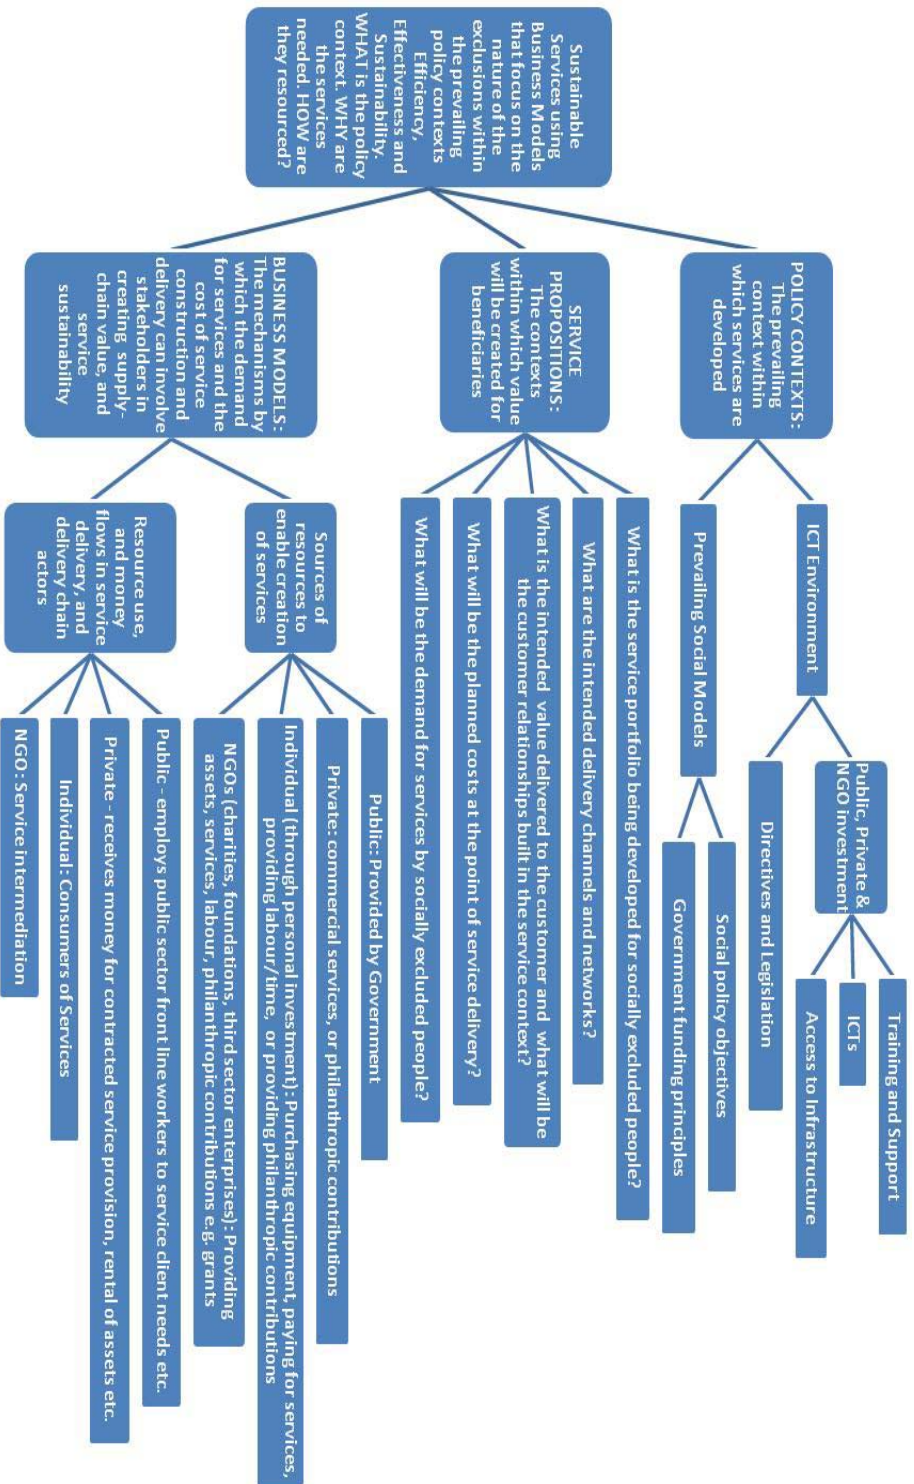 Sustainable
Services using
Business Models
that focus on the
nature of the
exclusions within
the prevailing
policy contexts
Efficiency,
Effectiveness and
Sustainability.
WHAT is the policy
context. WHY are
the services
needed. HOW are
they resourced?
POLICY CONTEXTS:
The prevailing
context within
which services are
developed
ICT Environment
Public, Private &
NGO investment
Training and Support
ICTs
Access to Infrastructure
Directives and Legislation
Prevailing Social Models
Social policy objectives
Government funding principles
SERVICE
PROPOSITIONS:
The contexts
within which value
will be created for
beneficiaries
What is the service portfolio being developed for socially excluded people?
What are the intended delivery channels and networks?
What is the intended value delivered to the customer and what will be
the customer relationships built in the service context?
What will be the planned costs at the point of service delivery?
What will be the demand for services by socially excluded people?
BUSINESS MODELS:
The mechanisms by
which the demand
for services and the
cost of service
construction and
delivery can involve
stakeholders in
creating supply-
chain value, and
service
sustainability
Sources of
resources to
enable creation
of services
Public: Provided by Government
Private: commercial services, or philanthropic contributions
Individual (through personal investment): Purchasing equipment, paying for services,
providing labour/time, or providing philanthropic contributions
NGOs (charities, foundations, third sector enterprises): Providing
assets, services, labour, philanthropic contributions e.g. grants
Resource use,
and money
flows in service
delivery, and
delivery chain
actors
Public - employs public sector front line workers to service client needs etc.
Private - receives money for contracted service provision, rental of assets etc.
Individual: Consumers of Services
NGO: Service intermediation